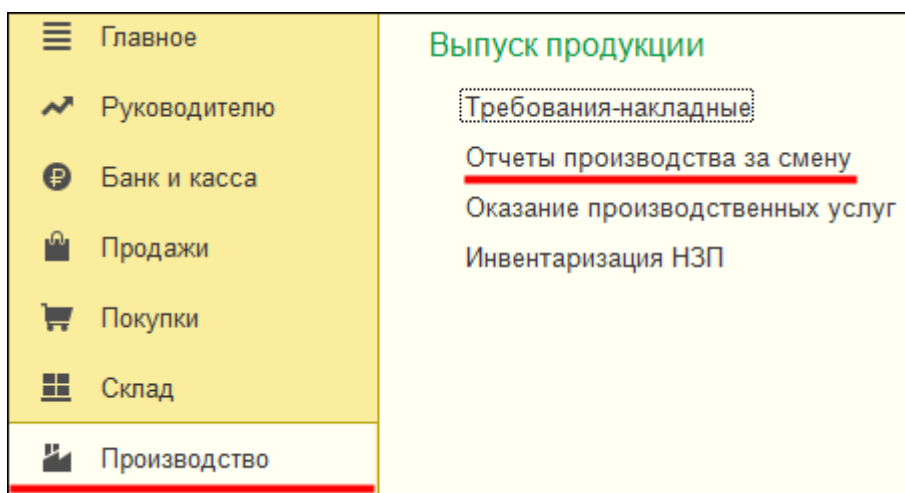 Главное
Руководителю
Банк и касса
Продажи
Покупки
Склад
Производство
Выпуск продукции
Требования-накладные
Отчеты производства за смену
Оказание производственных услуг
Инвентаризация НЗП